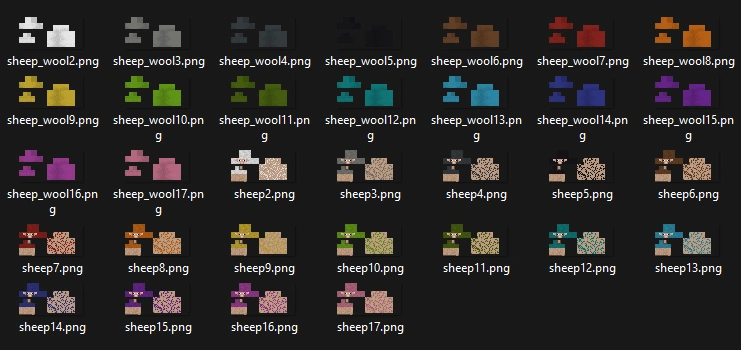 sheep_wool2.png
sheep_wool3.png
sheep_wool4.png
sheep_wool5.png
sheep_wool6.png
sheep_wool7.png
sheep_wool8.png
sheep_wool9.png
sheep_wool10.pn
g
sheep_wool11.pn
g
sheep_wool12.pn
g
sheep_wool13.pn
g
sheep_wool14.pn
g
sheep_wool15.pn
g
sheep_wool16.pn
g
sheep_wool17.pn
g
sheep2.png
sheep3.png
sheep4.png
sheep5.png
sheep6.png
sheep7.png
sheep8.png
sheep9.png
sheep10.png
sheep11.png
sheep12.png
sheep13.png
sheep14.png
sheep15.png
sheep16.png
sheep17.png